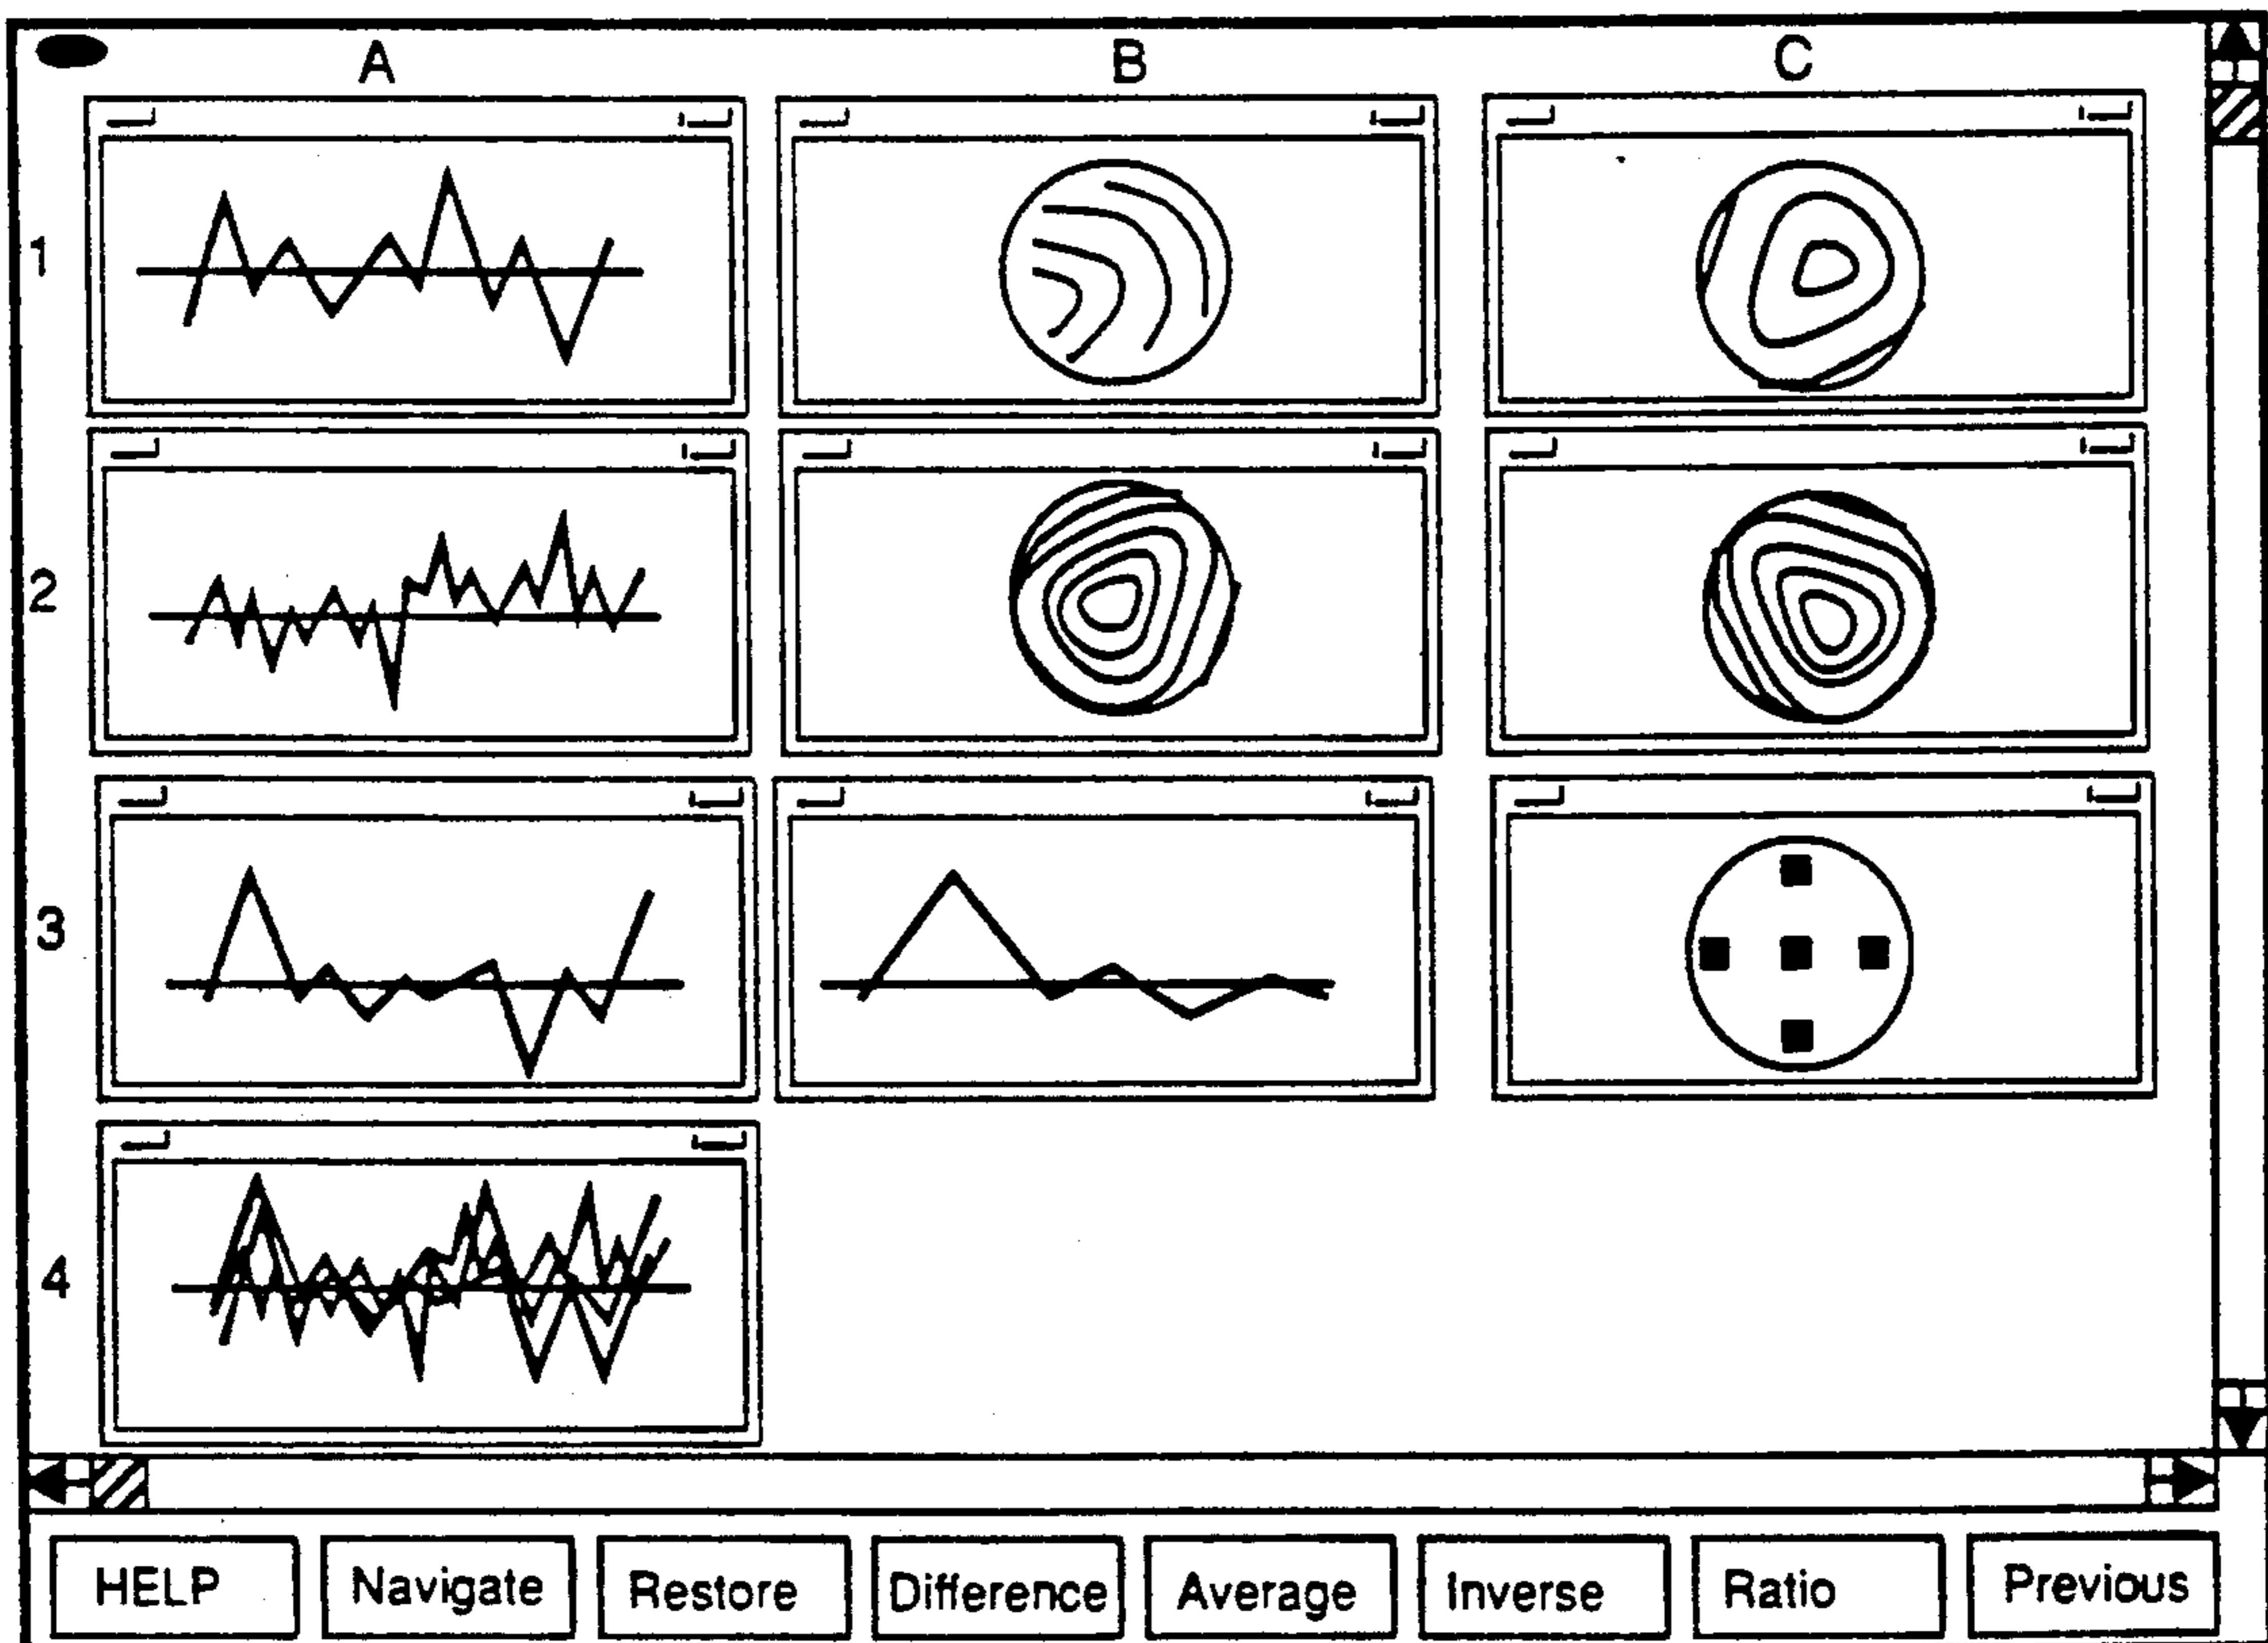 A B C
1
2
3
4
HELP Navigate Restore Difference Average Inverse Ratio Previous